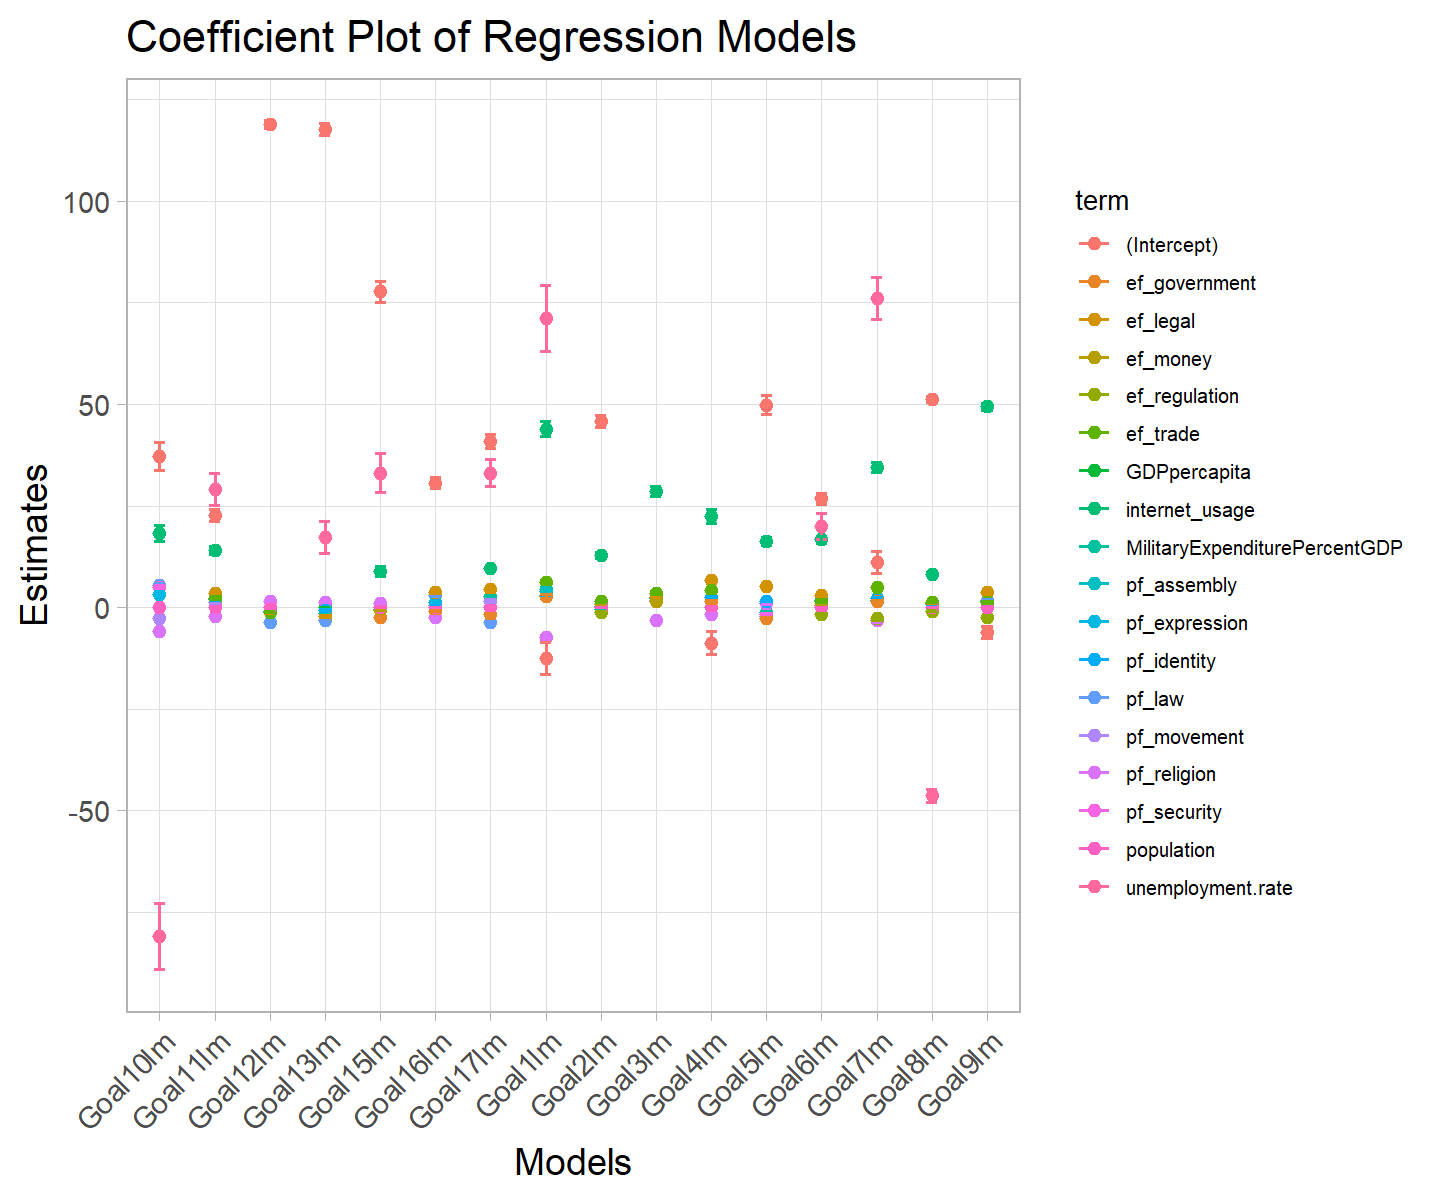 Coefficient Plot of Regression Models
Estimates
100
50
0
-50
Goal10lm
Goal11lm
Goal12lm
Goal13lm
Goal15lm
Goal16lm
Goal17lm
Goal1lm
Goal2lm
Goal3lm
Goal4lm
Goal5lm
Goal6lm
Goal7lm
Goal8lm
Goal9lm
Models
term
(Intercept)
ef_government
ef_legal
ef_money
ef_regulation
ef_trade
GDPpercapita
internet_usage
MilitaryExpenditurePercentGDP
pf_assembly
pf_expression
pf_identity
pf_law
pf_movement
pf_religion
pf_security
population
unemployment.rate